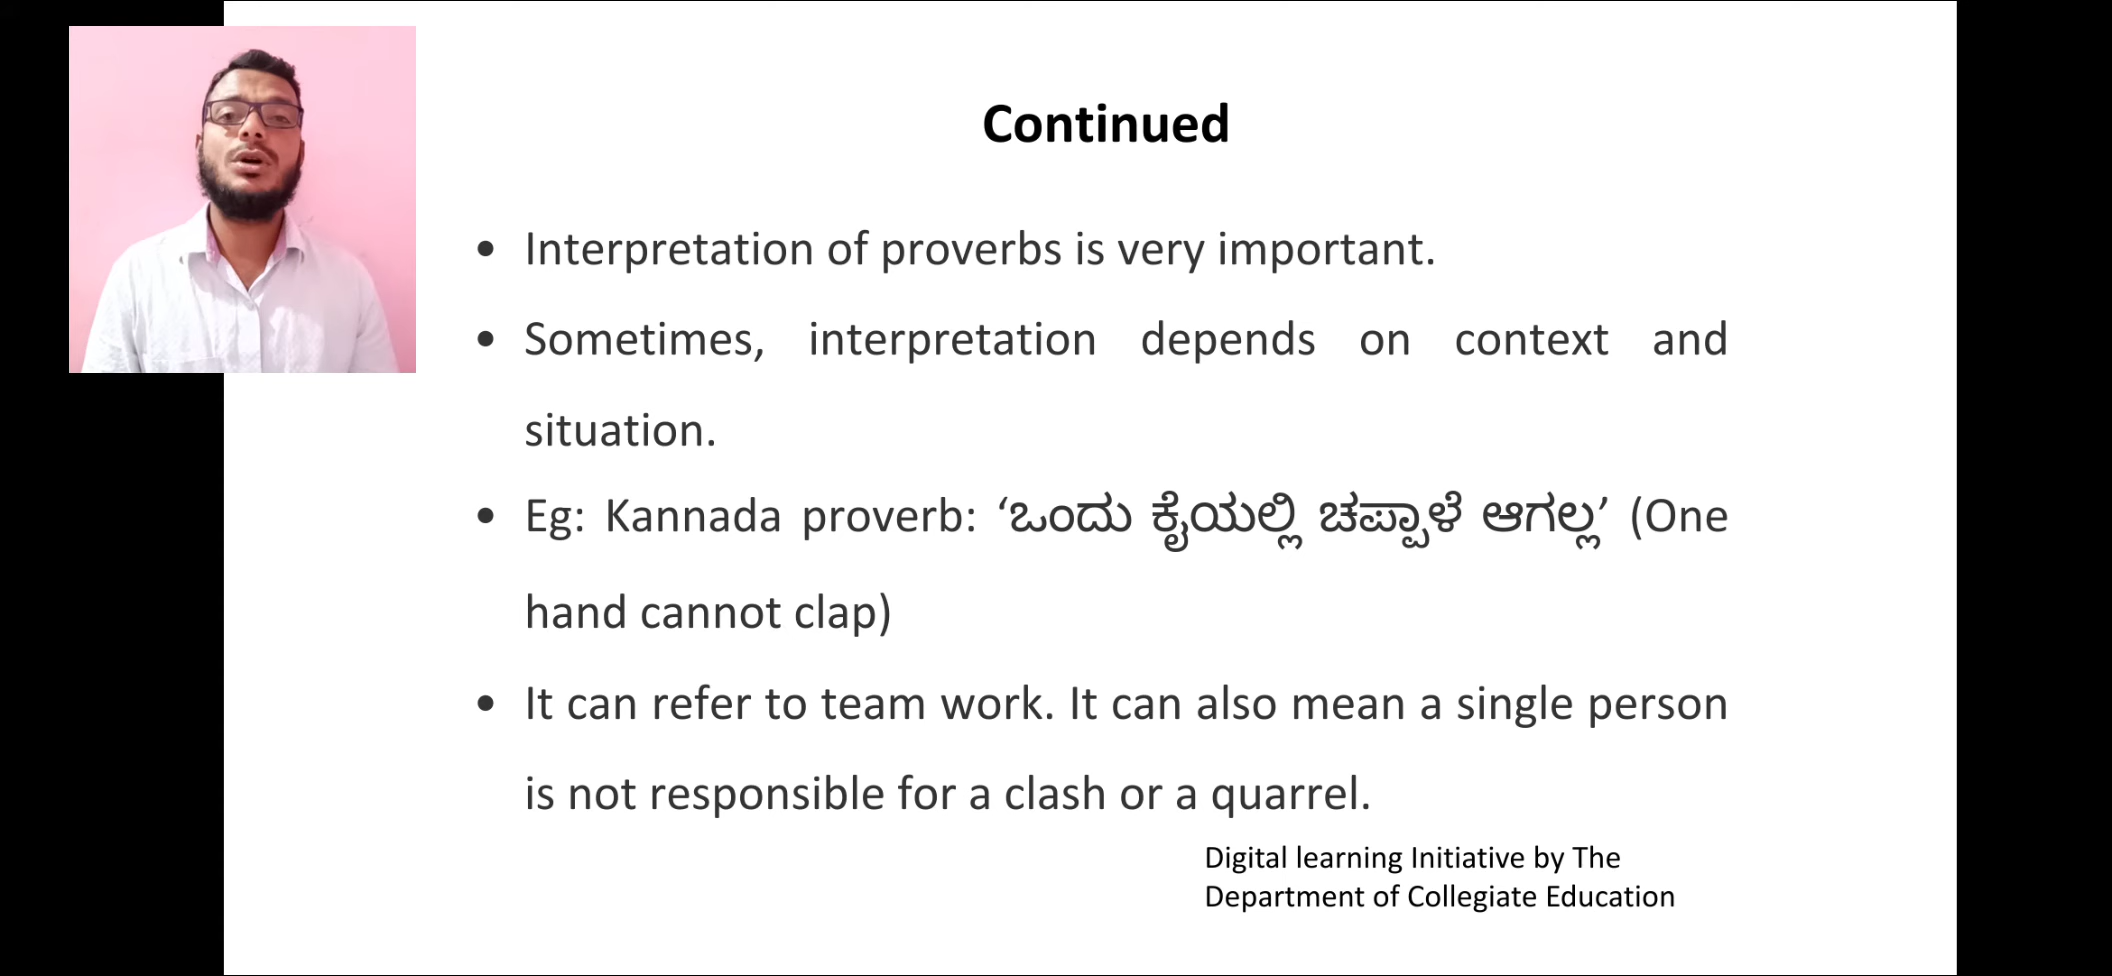 Continued
• Interpretation of proverbs is very important.
• Sometimes, interpretation depends on context and
situation.
• Eg: Kannada proverb: ‘ಒಂದು ಕೈಯಲ್ಲಿ ಚಪ್ಪಾಳೆ ಆಗಲ್ಲ’ (One
hand cannot clap)
• It can refer to team work. It can also mean a single person
is not responsible for a clash or a quarrel.
Digital learning Initiative by The
Department of Collegiate Education